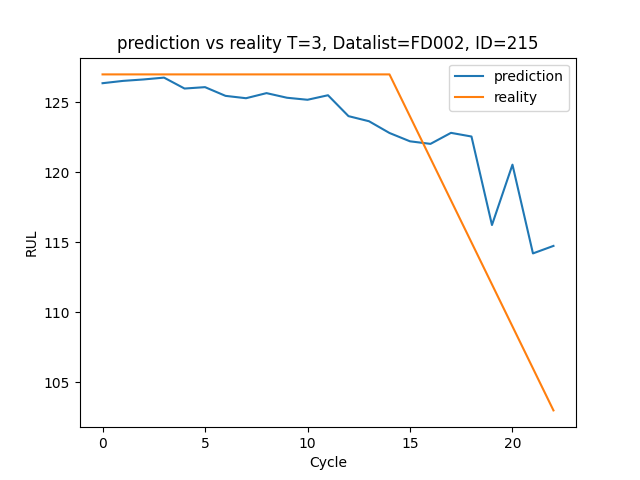 prediction vs reality T=3, Datalist=FD002, ID=215
prediction
reality
125
120
115
110
105
RUL
0 5 10 15 20
Cycle